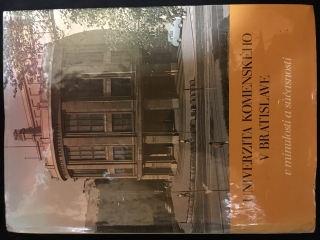 UNIVERZITA KOMENSKÉHO
V BRATISLAVE
v minulosti a súčasnosti